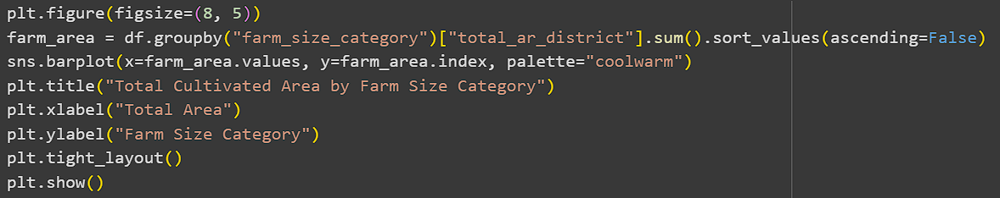 plt.figure(figsize=(8, 5))
farm_area = df.groupby("farm_size_category")["total_ar_district"].sum().sort_values(ascending=False)
sns.barplot(x=farm_area.values, y=farm_area.index, palette="coolwarm")
plt.title("Total Cultivated Area by Farm Size Category")
plt.xlabel("Total Area")
plt.ylabel("Farm Size Category")
plt.tight_layout()
plt.show()